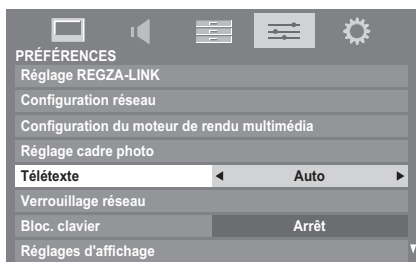 PRÉFÉRENCES
Réglage REGZA-LINK
Configuration réseau
Configuration du moteur de rendu multimédia
Réglage cadre photo
Télétexte Auto
Verrouillage réseau
Bloc. clavier Arrêt
Réglages d'affichage